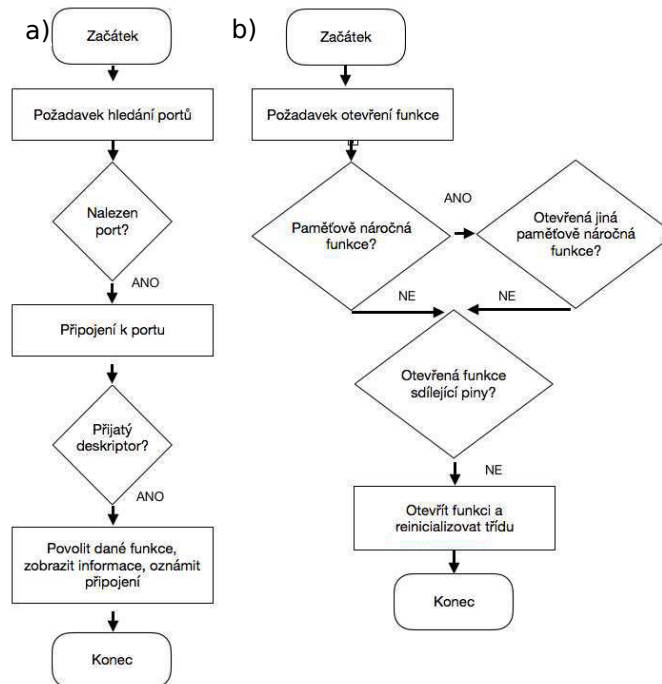 a)
Začátek
Požadavek hledání portů
Nalezen
port?
ANO
Připojení k portu
Přijatý
deskriptor?
ANO
Povolit dané funkce,
zobrazit informace, oznámit
připojení
Konec
b)
Začátek
Požadavek otevření funkce
Paměťově náročná
funkce?
ANO
Otevřená jiná
paměťově náročná
funkce?
NE
NE
Otevřená funkce
sdílející piny?
NE
Otevřít funkci a
reinicializovat třídu
Konec